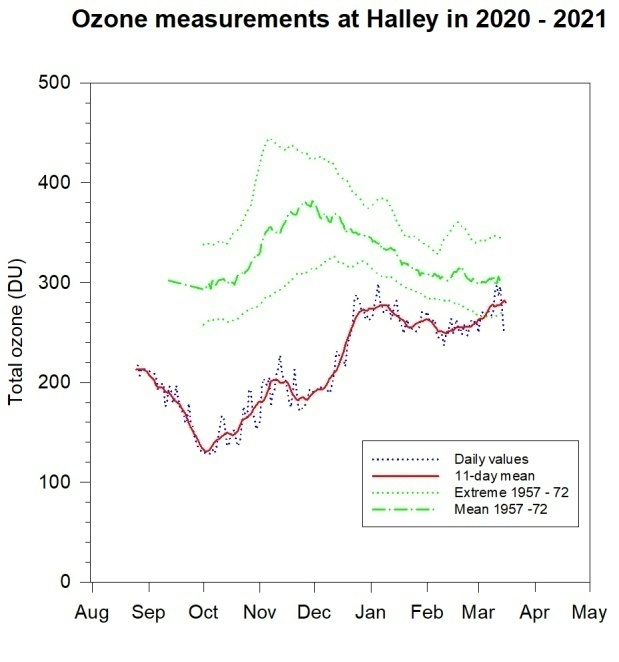 Ozone measurements at Halley in 2020 - 2021
500
400
300
200
100
0
Total ozone (DU)
Daily values
11-day mean
Extreme 1957 - 72
Mean 1957 -72
Aug Sep Oct Nov Dec Jan Feb Mar Apr May